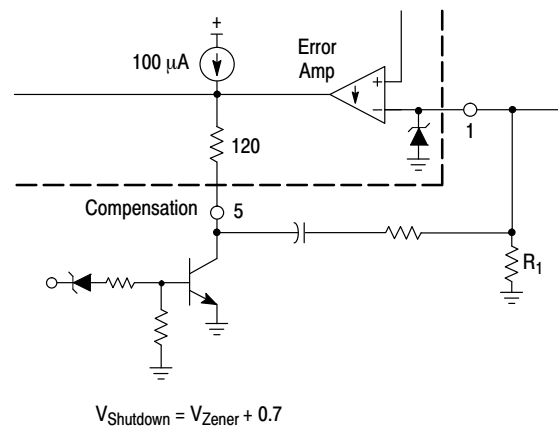 +
100 μA
Error
Amp
+
−
1
120
Compensation
5
R1
VShutdown = VZener + 0.7